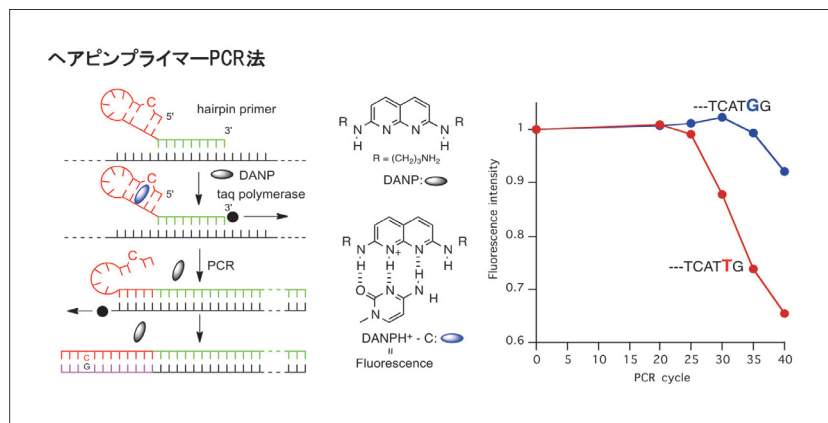 ヘアピンプライマーPCR法
C
5'
hairpin primer
3'
DANP
C
5'
taq polymerase
3'
C
PCR
C
G
R
N
H
N
N
N
H
R
R = (CH₂)₃NH₂
DANP:
R
N
H
N+
H
N
H
N
R
H
O
N
N
H
N
H
DANPH⁺ - C:
=
Fluorescence
---TCATGG
---TCATTG
Fluorescence intensity
1
0.9
0.8
0.7
0.6
0 5 10 15 20 25 30 35 40
PCR cycle